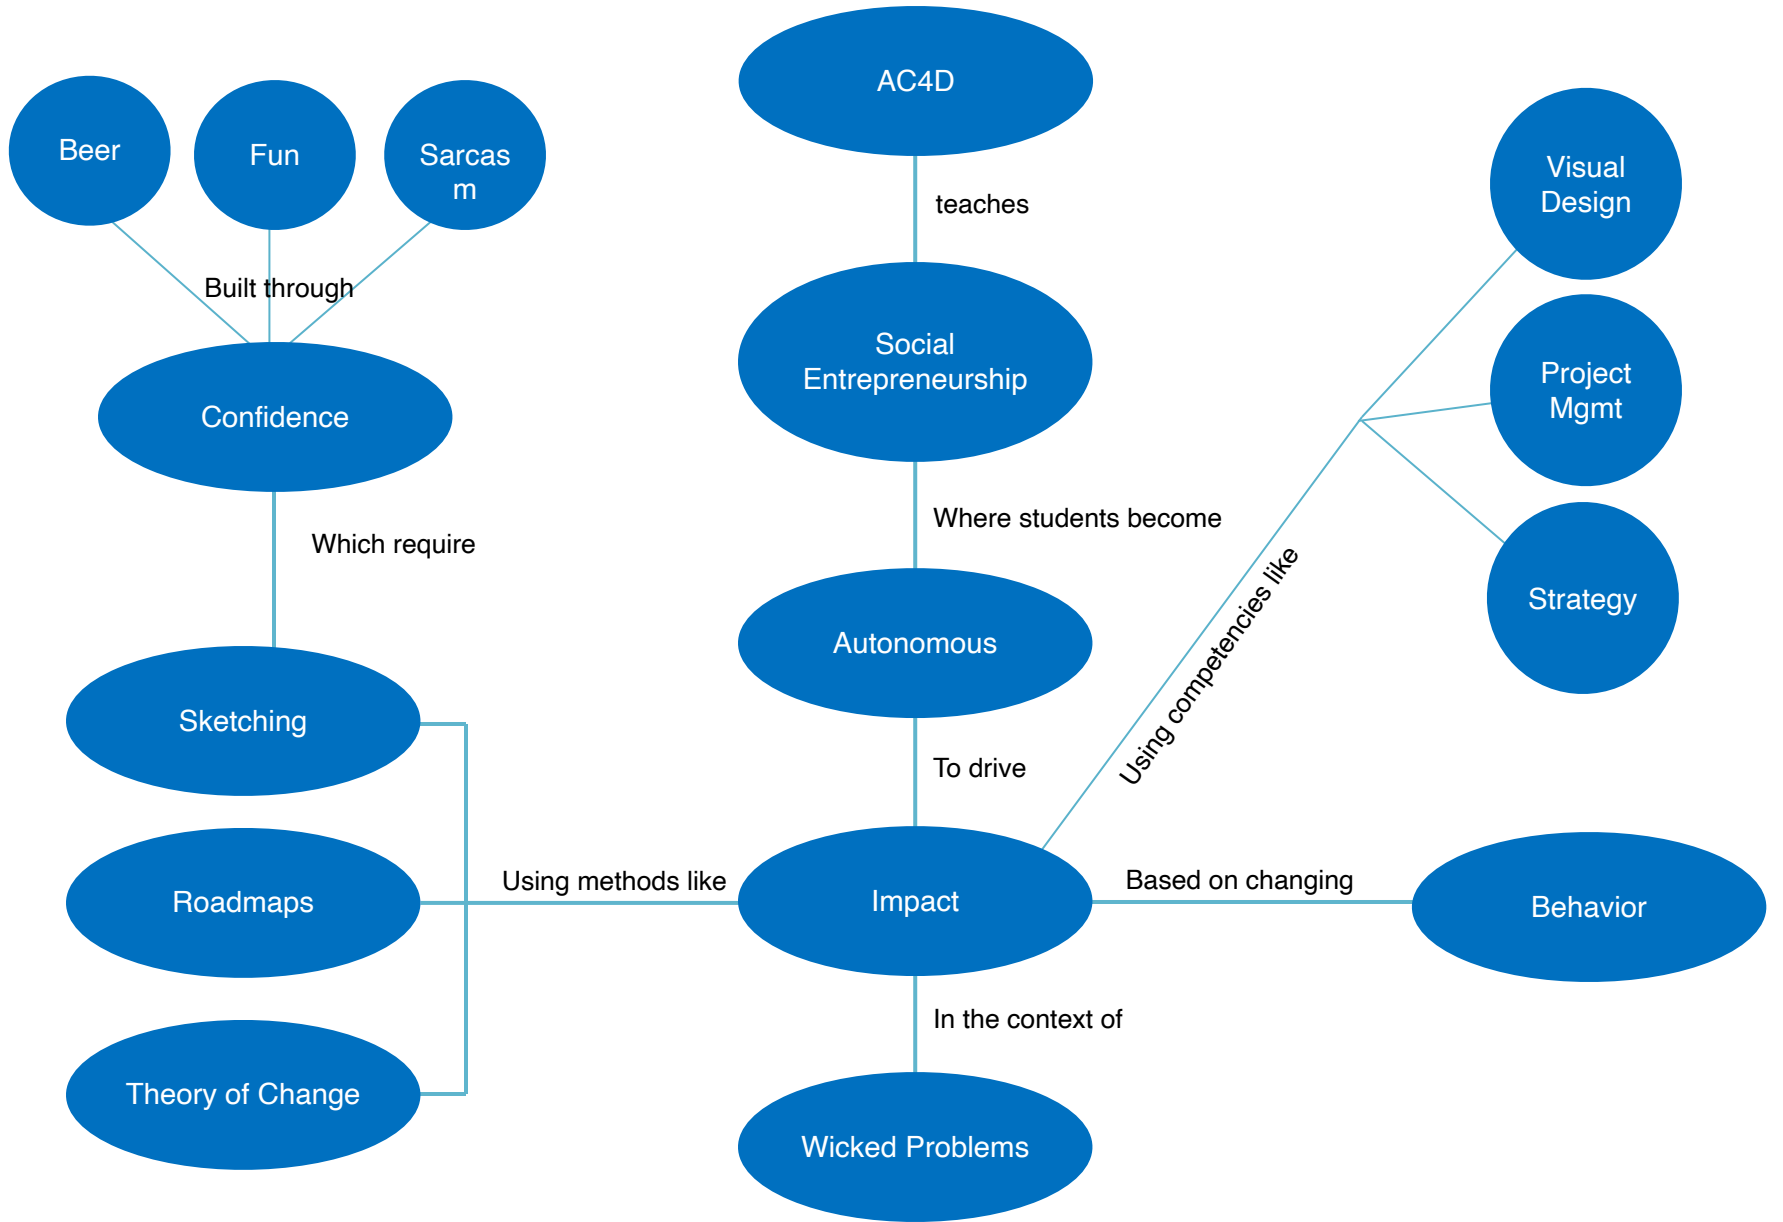 AC4D
Beer
Fun
Sarcas
m
Visual
Design
teaches
Built through
Social
Entrepreneurship
Project
Mgmt
Confidence
Where students become
Which require
Using competencies like
Strategy
Autonomous
Sketching
To drive
Using methods like
Based on changing
Roadmaps
Impact
Behavior
In the context of
Theory of Change
Wicked Problems